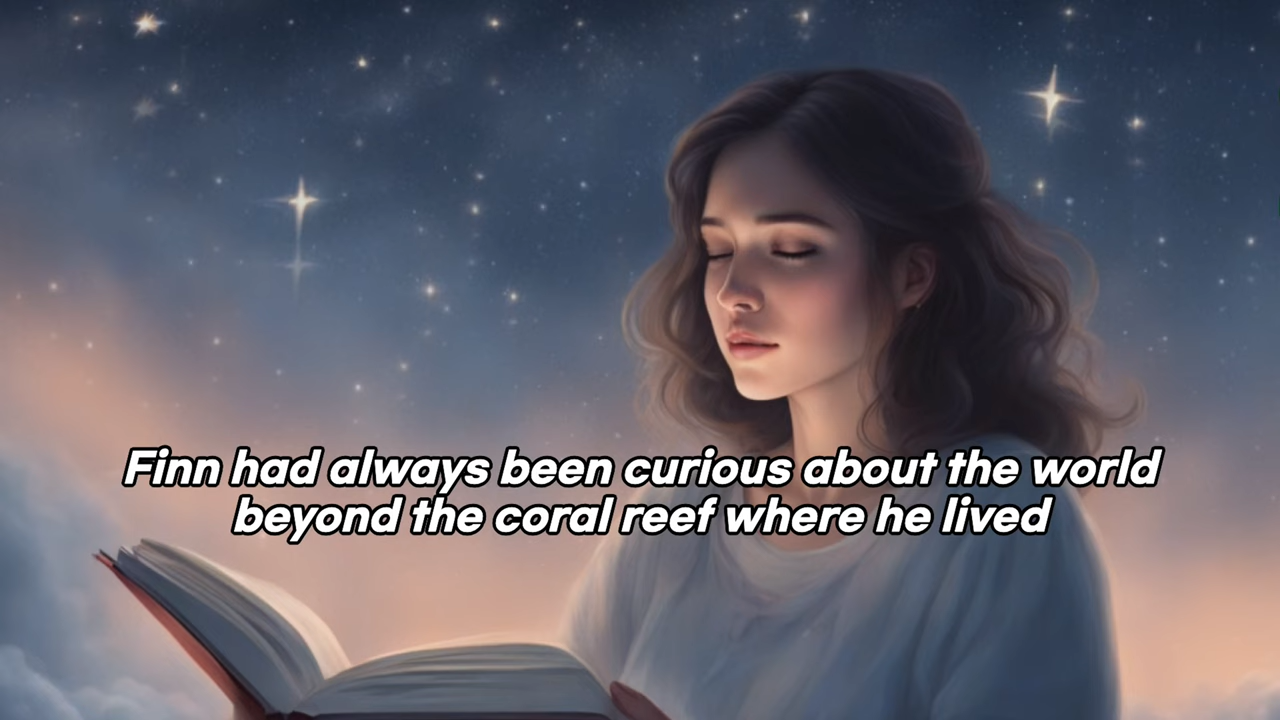 Finn had always been curious about the world
beyond the coral reef where he lived